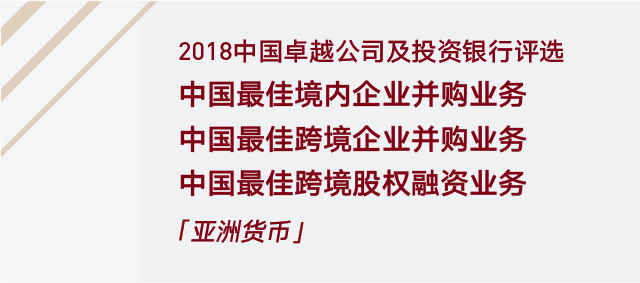 2018中国卓越公司及投资银行评选
中国最佳境内企业并购业务
中国最佳跨境企业并购业务
中国最佳跨境股权融资业务
「亚洲货币」